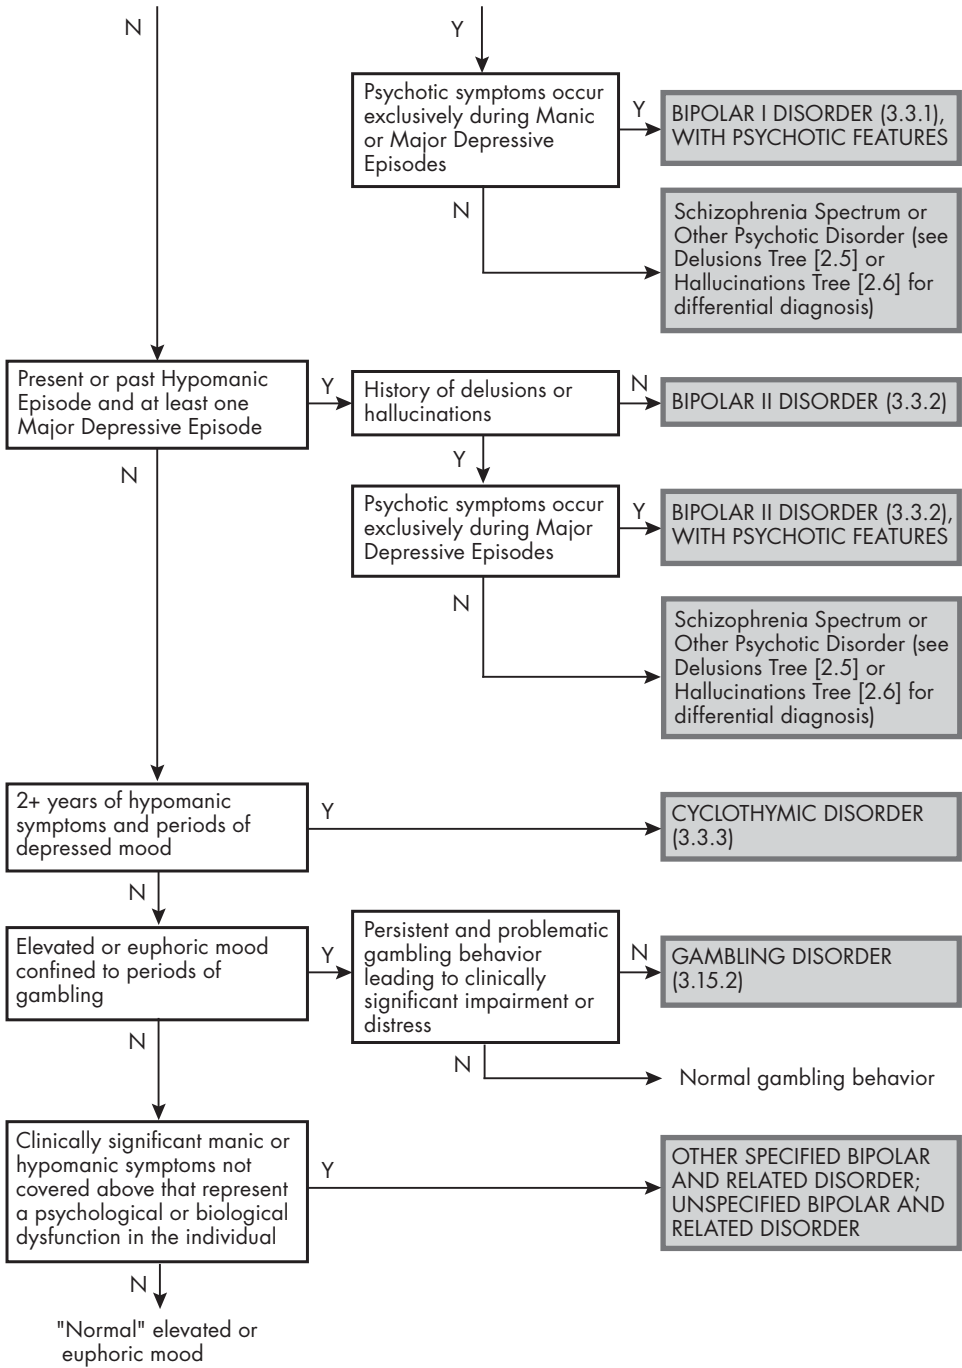 N
Y
Psychotic symptoms occur
exclusively during Manic
or Major Depressive
Episodes
Y
BIPOLAR I DISORDER (3.3.1),
WITH PSYCHOTIC FEATURES
N
Schizophrenia Spectrum or
Other Psychotic Disorder (see
Delusions Tree [2.5] or
Hallucinations Tree [2.6] for
differential diagnosis)
Present or past Hypomanic
Episode and at least one
Major Depressive Episode
Y
History of delusions or
hallucinations
N
BIPOLAR II DISORDER (3.3.2)
N
Y
Psychotic symptoms occur
exclusively during Major
Depressive Episodes
Y
BIPOLAR II DISORDER (3.3.2),
WITH PSYCHOTIC FEATURES
N
Schizophrenia Spectrum or
Other Psychotic Disorder (see
Delusions Tree [2.5] or
Hallucinations Tree [2.6] for
differential diagnosis)
2+ years of hypomanic
symptoms and periods of
depressed mood
Y
CYCLOTHYMIC DISORDER
(3.3.3)
N
Elevated or euphoric mood
confined to periods of
gambling
Y
Persistent and problematic
gambling behavior
leading to clinically
significant impairment or
distress
N
GAMBLING DISORDER
(3.15.2)
N
N
Normal gambling behavior
Clinically significant manic or
hypomanic symptoms not
covered above that represent
a psychological or biological
dysfunction in the individual
Y
OTHER SPECIFIED BIPOLAR
AND RELATED DISORDER;
UNSPECIFIED BIPOLAR AND
RELATED DISORDER
N
"Normal" elevated or
euphoric mood